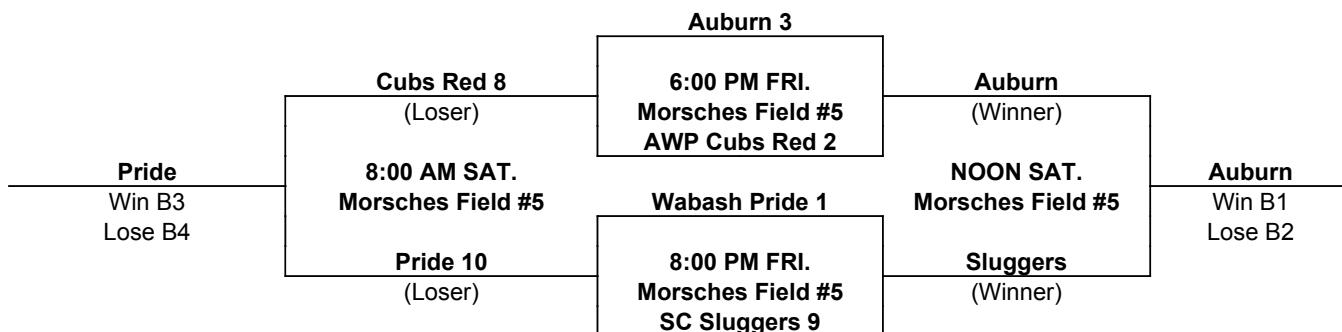 Auburn 3
Cubs Red 8 6:00 PM FRI. Auburn
(Loser) Morsches Field #5 (Winner)
AWP Cubs Red 2
Pride 8:00 AM SAT. NOON SAT. Auburn
Win B3 Morsches Field #5 Wabash Pride 1 Morsches Field #5 Win B1
Lose B4 Lose B2
Pride 10 8:00 PM FRI. Sluggers
(Loser) Morsches Field #5 (Winner)
SC Sluggers 9